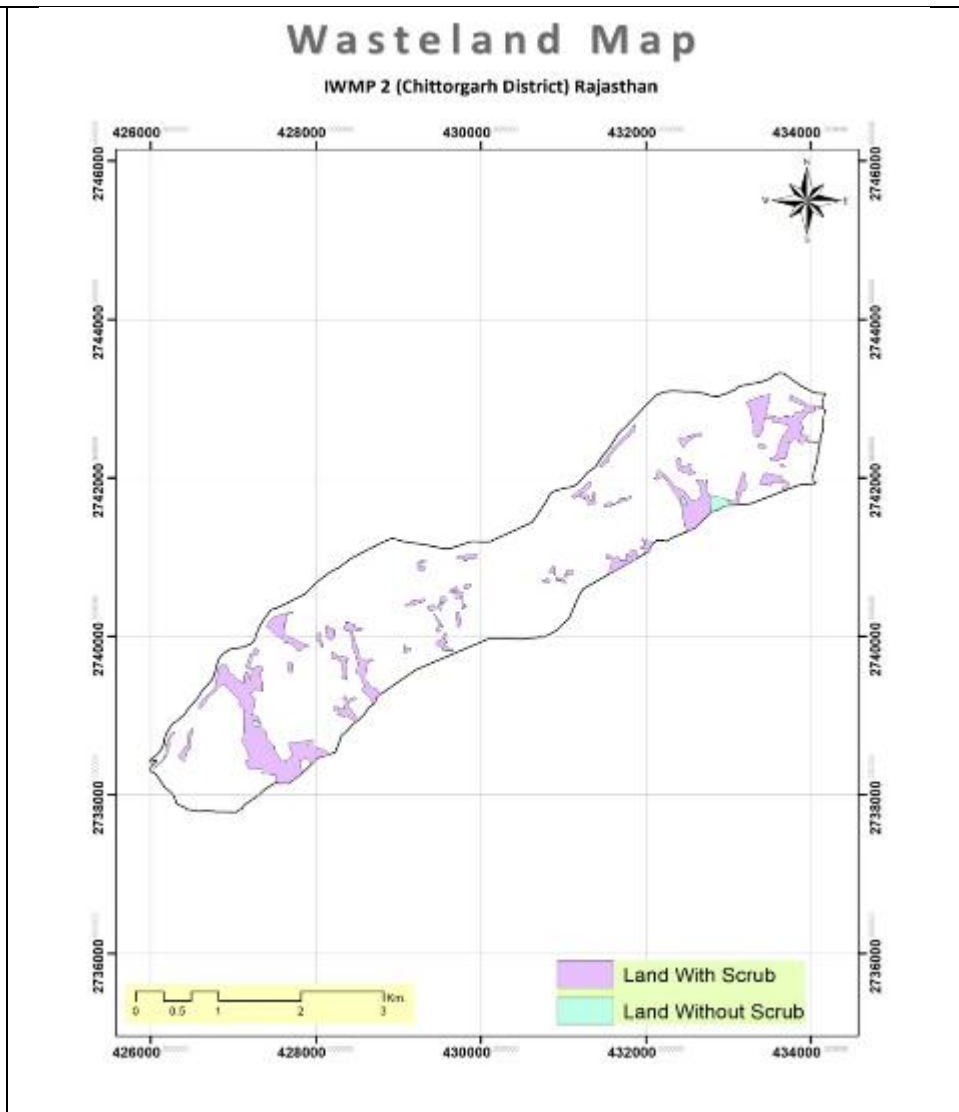 Wasteland Map
IWMP 2 (Chittorgarh District) Rajasthan
426000 428000 430000 432000 434000
N
E
S
2746000 2746000
2744000 2744000
2742000 2742000
2740000 2740000
2738000 2738000
2736000 2736000
Land With Scrub
Km.
0 0.5 1 2 3
Land Without Scrub
426000 428000 430000 432000 434000